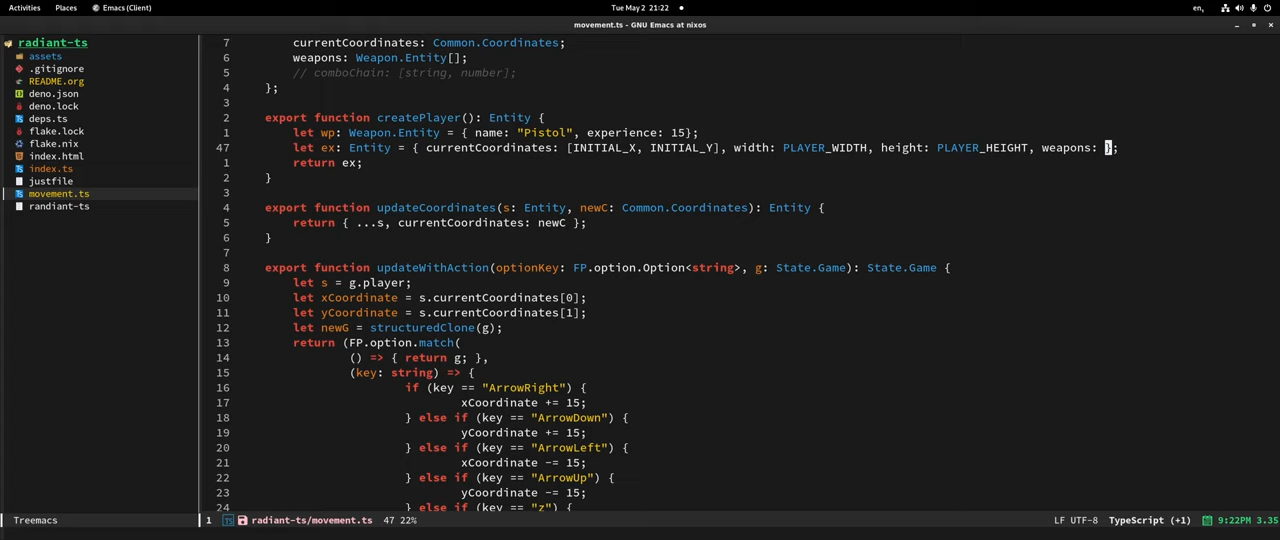 Activities Places Emacs (Client) Tue May 2 21:22 en,
movement.ts - GNU Emacs at nixos
radiant-ts
assets
.gitignore
README.org
deno.json
deno.lock
deps.ts
flake.lock
flake.nix
index.html
index.ts
justfile
movement.ts
randiant-ts
7 currentCoordinates: Common.Coordinates;
6 weapons: Weapon.Entity[];
5 // comboChain: [string, number];
4 };
3
2 export function createPlayer(): Entity {
1 let wp: Weapon.Entity = { name: "Pistol", experience: 15};
47 let ex: Entity = { currentCoordinates: [INITIAL_X, INITIAL_Y], width: PLAYER_WIDTH, height: PLAYER_HEIGHT, weapons: };
1 return ex;
2 }
3
4 export function updateCoordinates(s: Entity, newC: Common.Coordinates): Entity {
5 return { ...s, currentCoordinates: newC };
6 }
7
8 export function updateWithAction(optionKey: FP.option.Option<string>, g: State.Game): State.Game {
9 let s = g.player;
10 let xCoordinate = s.currentCoordinates[0];
11 let yCoordinate = s.currentCoordinates[1];
12 let newG = structuredClone(g);
13 return (FP.option.match(
14 () => { return g; },
15 (key: string) => {
16 if (key == "ArrowRight") {
17 xCoordinate += 15;
18 } else if (key == "ArrowDown") {
19 yCoordinate += 15;
20 } else if (key == "ArrowLeft") {
21 xCoordinate -= 15;
22 } else if (key == "ArrowUp") {
23 yCoordinate -= 15;
24 } else if (key == "z") {
Treemacs 1 TS radiant-ts/movement.ts 47 22% LF UTF-8 TypeScript (+1) 9:22PM 3.35